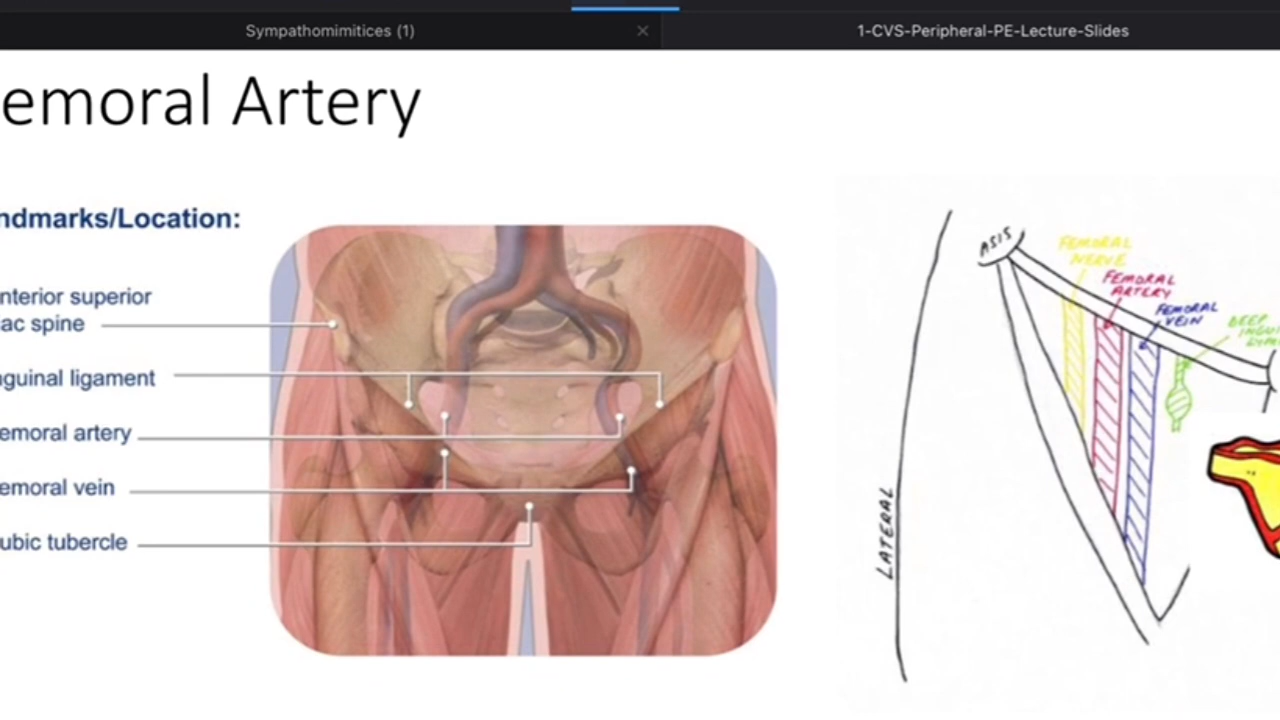 Sympathomimitices (1)
1-CVS-Peripheral-PE-Lecture-Slides
emoral Artery
ndmarks/Location:
nterior superior
ac spine
nguinal ligament
emoral artery
emoral vein
ubic tubercle
ASIS
FEMORAL
NERVE
FEMORAL
ARTERY
FEMORAL
VEIN
DEEP
INGU
LATERAL